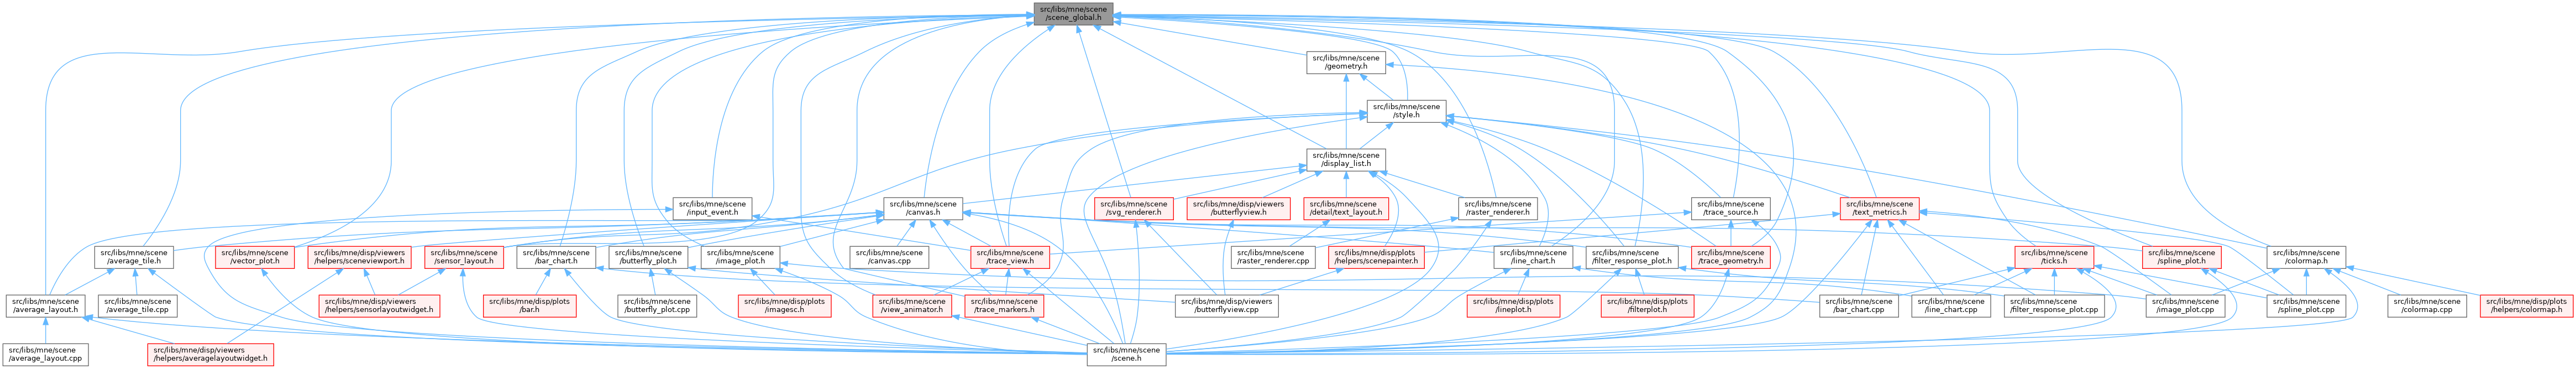 src/libs/mne/scene
/scene_global.h
src/libs/mne/scene
/geometry.h
src/libs/mne/scene
/style.h
src/libs/mne/scene
/display_list.h
src/libs/mne/scene
/input_event.h
src/libs/mne/scene
/canvas.h
src/libs/mne/scene
/svg_renderer.h
src/libs/mne/disp/viewers
/butterflyview.h
src/libs/mne/scene
/detail/text_layout.h
src/libs/mne/scene
/raster_renderer.h
src/libs/mne/scene
/trace_source.h
src/libs/mne/scene
/text_metrics.h
src/libs/mne/scene
/average_tile.h
src/libs/mne/scene
/vector_plot.h
src/libs/mne/disp/viewers
/helpers/sceneviewport.h
src/libs/mne/scene
/sensor_layout.h
src/libs/mne/scene
/bar_chart.h
src/libs/mne/scene
/butterfly_plot.h
src/libs/mne/scene
/image_plot.h
src/libs/mne/scene
/canvas.cpp
src/libs/mne/scene
/trace_view.h
src/libs/mne/scene
/raster_renderer.cpp
src/libs/mne/disp/plots
/helpers/scenepainter.h
src/libs/mne/scene
/line_chart.h
src/libs/mne/scene
/filter_response_plot.h
src/libs/mne/scene
/trace_geometry.h
src/libs/mne/scene
/ticks.h
src/libs/mne/scene
/spline_plot.h
src/libs/mne/scene
/colormap.h
src/libs/mne/scene
/average_layout.h
src/libs/mne/scene
/average_tile.cpp
src/libs/mne/disp/viewers
/helpers/sensorlayoutwidget.h
src/libs/mne/disp/plots
/bar.h
src/libs/mne/scene
/butterfly_plot.cpp
src/libs/mne/disp/plots
/imagesc.h
src/libs/mne/scene
/view_animator.h
src/libs/mne/scene
/trace_markers.h
src/libs/mne/disp/viewers
/butterflyview.cpp
src/libs/mne/disp/plots
/lineplot.h
src/libs/mne/disp/plots
/filterplot.h
src/libs/mne/scene
/bar_chart.cpp
src/libs/mne/scene
/line_chart.cpp
src/libs/mne/scene
/filter_response_plot.cpp
src/libs/mne/scene
/image_plot.cpp
src/libs/mne/scene
/spline_plot.cpp
src/libs/mne/scene
/colormap.cpp
src/libs/mne/disp/plots
/helpers/colormap.h
src/libs/mne/scene
/average_layout.cpp
src/libs/mne/disp/viewers
/helpers/averagelayoutwidget.h
src/libs/mne/scene
/scene.h